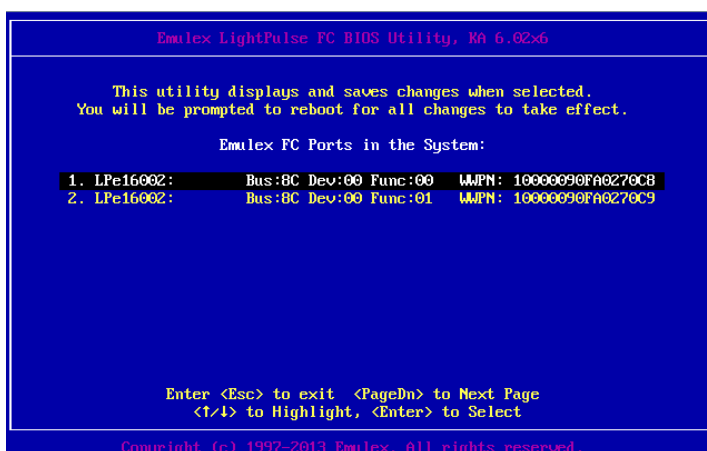 Emulex LightPulse FC BIOS Utility, KA 6.02x6
This utility displays and saves changes when selected.
You will be prompted to reboot for all changes to take effect.
Emulex FC Ports in the System:
1. LPe16002: Bus:8C Dev:00 Func:00 WWPN: 10000090FA0270C8
2. LPe16002: Bus:8C Dev:00 Func:01 WWPN: 10000090FA0270C9
Enter <Esc> to exit <PageDn> to Next Page
<↑/↓> to Highlight, <Enter> to Select
Copyright (c) 1997-2013 Emulex. All rights reserved.